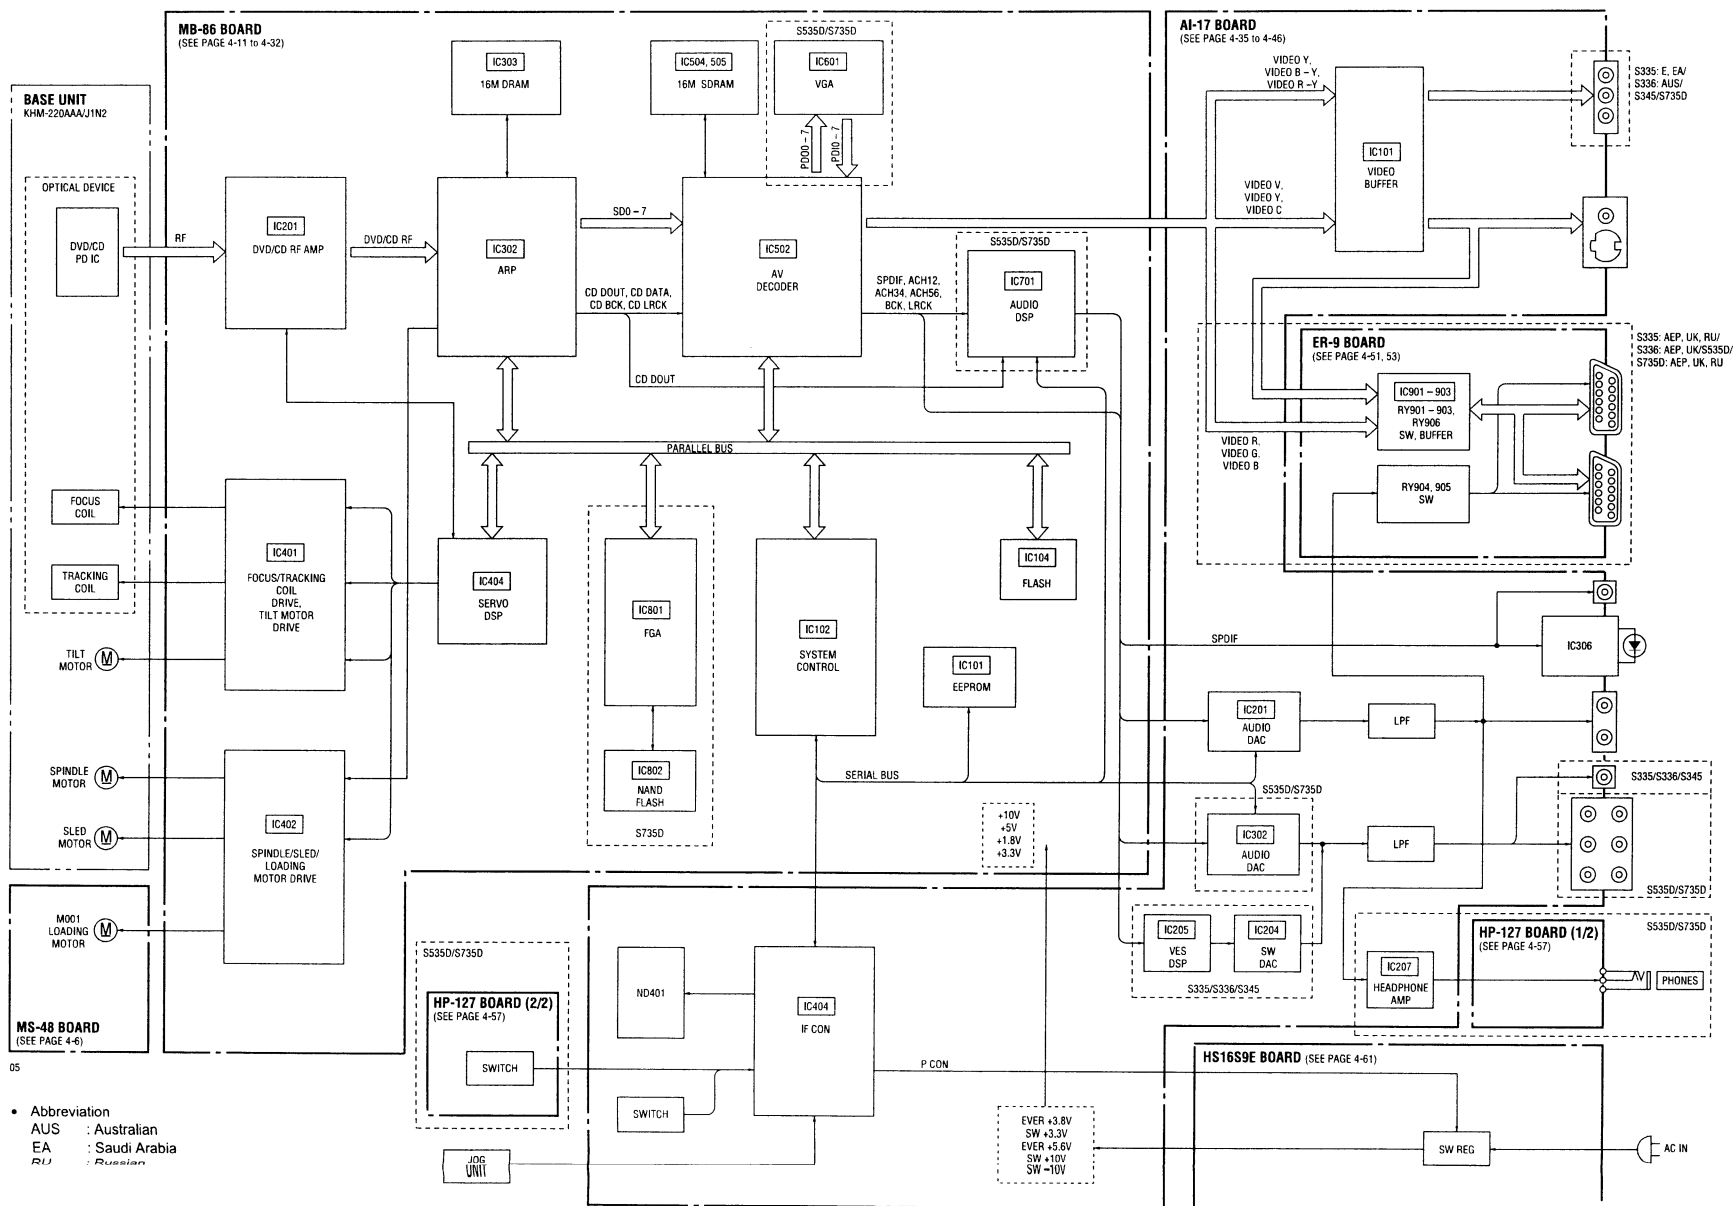 MB-86 BOARD
(SEE PAGE 4-11 to 4-32)
BASE UNIT
KHM-220AAA/J1N2
OPTICAL DEVICE
DVD/CD
PD IC
RF
IC201
DVD/CD RF AMP
DVD/CD RF
IC303
16M DRAM
IC302
ARP
SD0 – 7
IC504, 505
16M SDRAM
S535D/S735D
IC601
VGA
PDO0 – 7
PDI0 – 7
IC502
AV
DECODER
CD DOUT, CD DATA,
CD BCK, CD LRCK
CD DOUT
SPDIF, ACH12,
ACH34, ACH56,
BCK, LRCK
S535D/S735D
IC701
AUDIO
DSP
PARALLEL BUS
FOCUS
COIL
TRACKING
COIL
IC401
FOCUS/TRACKING
COIL
DRIVE,
TILT MOTOR
DRIVE
IC404
SERVO
DSP
TILT
MOTOR
M
SPINDLE
MOTOR
M
SLED
MOTOR
M
IC402
SPINDLE/SLED/
LOADING
MOTOR DRIVE
M001
LOADING
MOTOR
M
MS-48 BOARD
(SEE PAGE 4-6)
IC801
FGA
IC802
NAND
FLASH
S735D
IC102
SYSTEM
CONTROL
IC104
FLASH
IC101
EEPROM
SERIAL BUS
+10V
+5V
+1.8V
+3.3V
AI-17 BOARD
(SEE PAGE 4-35 to 4-46)
VIDEO Y,
VIDEO B – Y,
VIDEO R –Y
VIDEO V,
VIDEO Y,
VIDEO C
IC101
VIDEO
BUFFER
S335: E, EA/
S336: AUS/
S345/S735D
ER-9 BOARD
(SEE PAGE 4-51, 53)
S335: AEP, UK, RU/
S336: AEP, UK/S535D/
S735D: AEP, UK, RU
IC901 – 903
RY901 – 903,
RY906
SW, BUFFER
VIDEO R,
VIDEO G,
VIDEO B
RY904, 905
SW
SPDIF
IC306
IC201
AUDIO
DAC
LPF
S535D/S735D
IC302
AUDIO
DAC
LPF
S335/S336/S345
S535D/S735D
IC205
VES
DSP
IC204
SW
DAC
S335/S336/S345
HP-127 BOARD (1/2)
(SEE PAGE 4-57)
S535D/S735D
IC207
HEADPHONE
AMP
PHONES
S535D/S735D
HP-127 BOARD (2/2)
(SEE PAGE 4-57)
SWITCH
SWITCH
ND401
IC404
IF CON
P CON
JOG
UNIT
HS16S9E BOARD (SEE PAGE 4-61)
EVER +3.8V
SW +3.3V
EVER +5.6V
SW +10V
SW –10V
SW REG
AC IN
05
• Abbreviation
AUS : Australian
EA : Saudi Arabia
RU : Russian